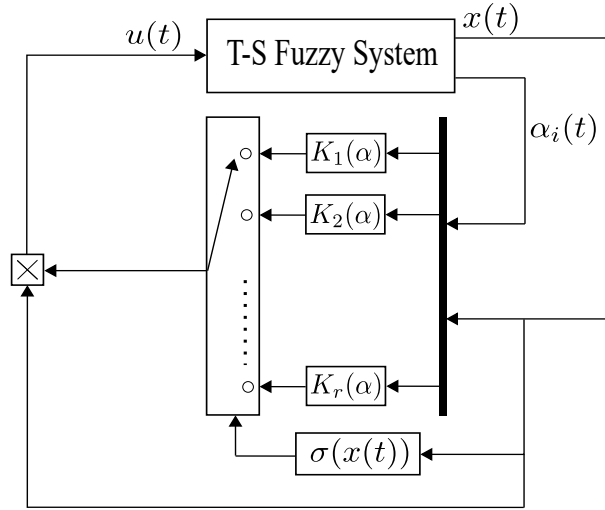 u(t)
x(t)
T-S Fuzzy System
α_i(t)
K_1(α)
K_2(α)
K_r(α)
σ(x(t))